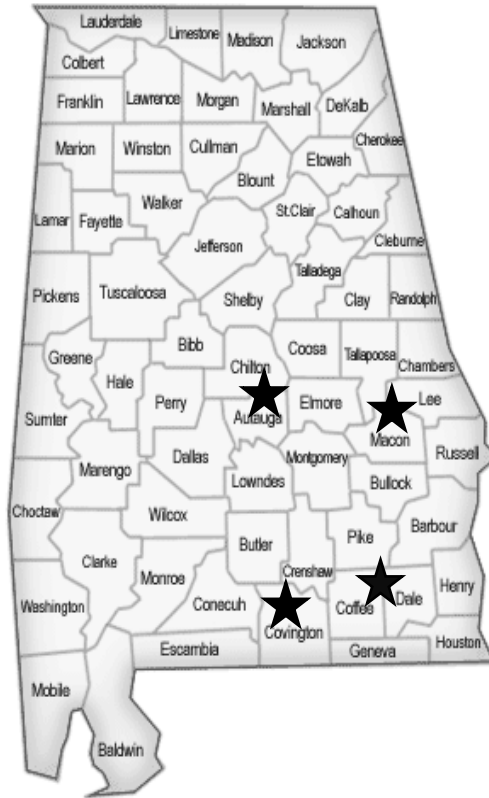 Lauderdale
Limestone
Madison
Jackson
Colbert
Franklin
Lawrence
Morgan
Marshall
DeKalb
Cherokee
Marion
Winston
Cullman
Etowah
Blount
Lamar
Fayette
Walker
St.Clair
Calhoun
Jefferson
Cleburne
Talladega
Pickens
Tuscaloosa
Shelby
Clay
Randolph
Bibb
Greene
Hale
Chilton
Coosa
Tallapoosa
Chambers
Perry
Elmore
Lee
Sumter
Autauga
Macon
Russell
Marengo
Dallas
Montgomery
Lowndes
Bullock
Choctaw
Wilcox
Barbour
Pike
Butler
Clarke
Monroe
Crenshaw
Henry
Washington
Conecuh
Coffee
Dale
Covington
Escambia
Geneva
Houston
Mobile
Baldwin